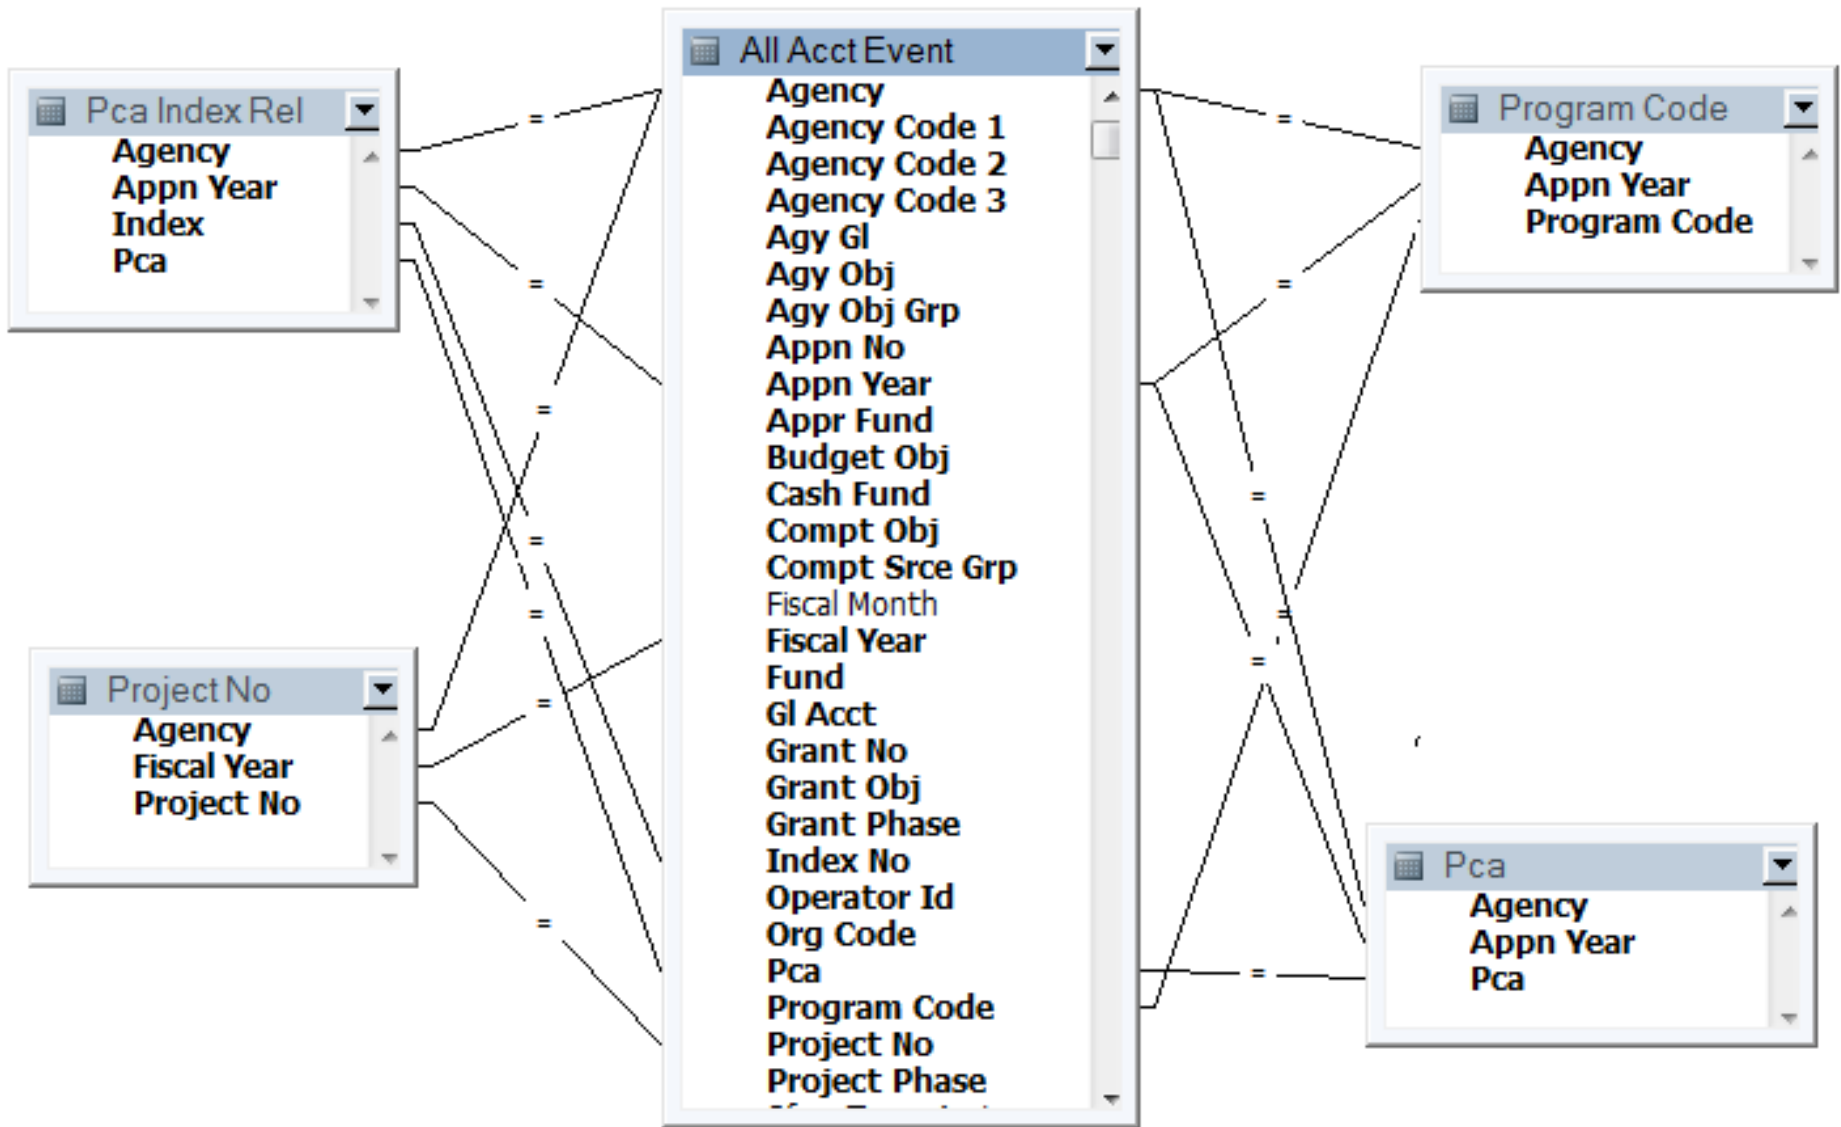 Pca Index Rel
Agency
Appn Year
Index
Pca
Project No
Agency
Fiscal Year
Project No
All Acct Event
Agency
Agency Code 1
Agency Code 2
Agency Code 3
Agy Gl
Agy Obj
Agy Obj Grp
Appn No
Appn Year
Appr Fund
Budget Obj
Cash Fund
Compt Obj
Compt Srce Grp
Fiscal Month
Fiscal Year
Fund
Gl Acct
Grant No
Grant Obj
Grant Phase
Index No
Operator Id
Org Code
Pca
Program Code
Project No
Project Phase
Program Code
Agency
Appn Year
Program Code
Pca
Agency
Appn Year
Pca
=
=
=
=
=
=
=
=
=
=
=
=
=